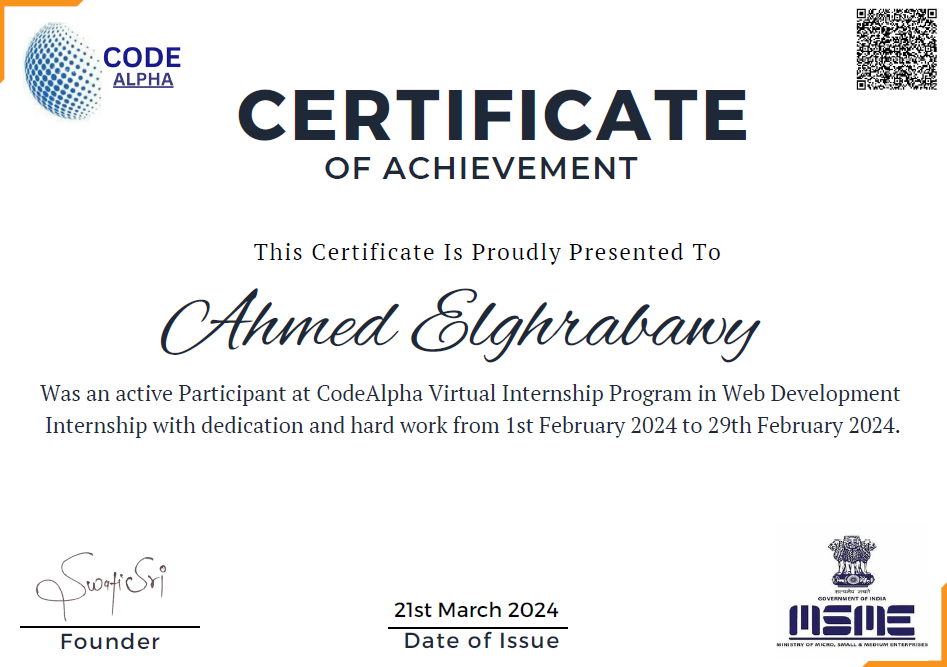 CODE
ALPHA
CERTIFICATE
OF ACHIEVEMENT
This Certificate Is Proudly Presented To
Ahmed Elghrabawy
Was an active Participant at CodeAlpha Virtual Internship Program in Web Development
Internship with dedication and hard work from 1st February 2024 to 29th February 2024.
SwatiSri
Founder
21st March 2024
Date of Issue
सत्यमेव जयते
GOVERNMENT OF INDIA
MSME
MINISTRY OF MICRO, SMALL & MEDIUM ENTERPRISES